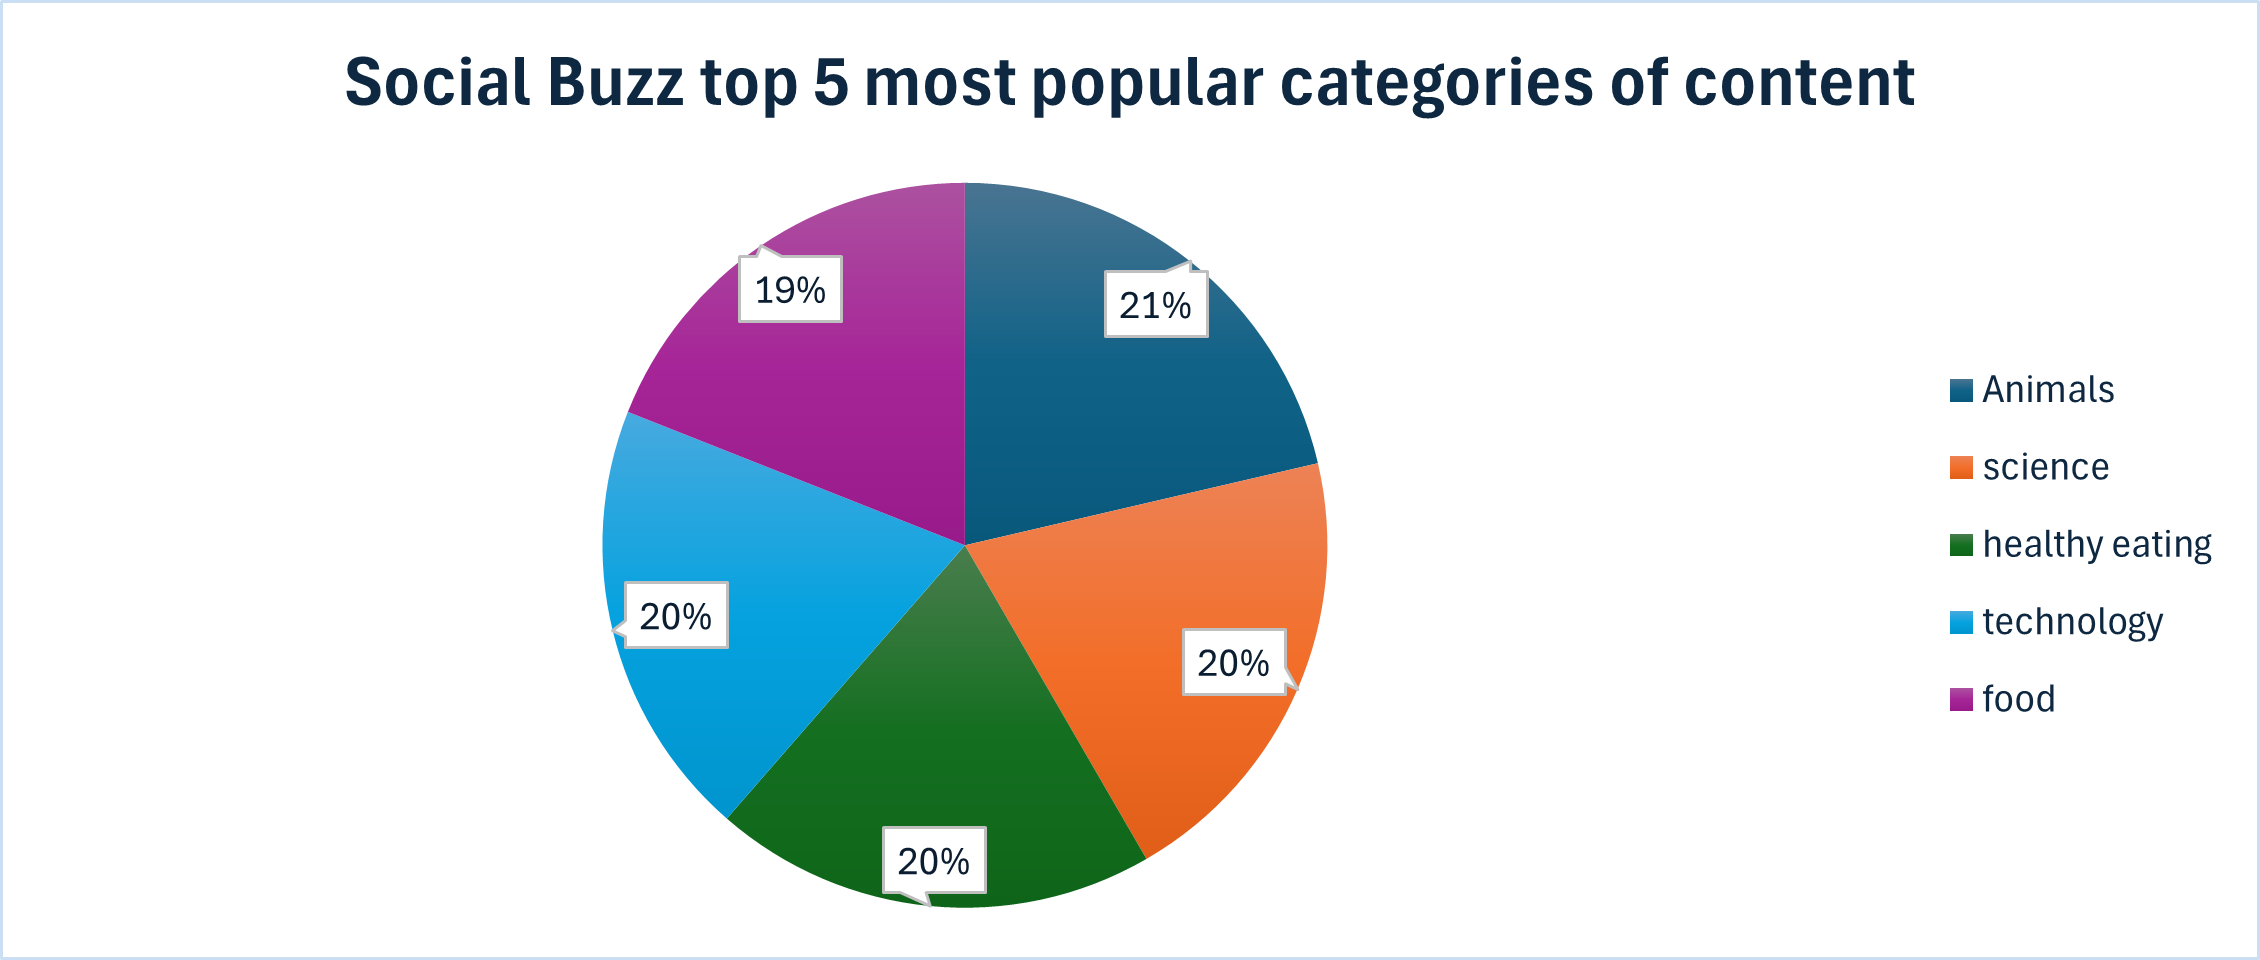 Social Buzz top 5 most popular categories of content
19%
21%
20%
20%
20%
Animals
science
healthy eating
technology
food